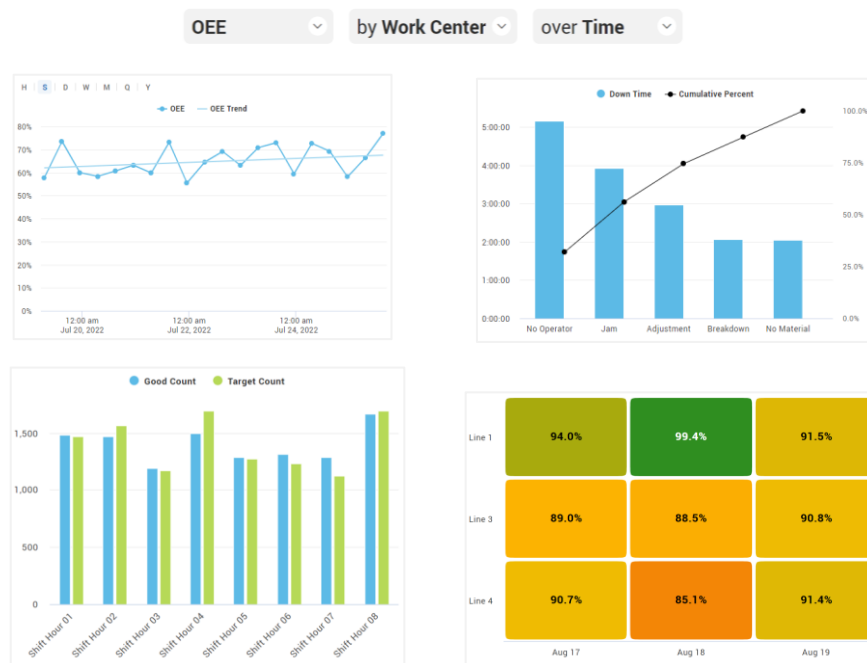 OEE by Work Center over Time
H S D W M Q Y
OEE OEE Trend
80%
70%
60%
50%
40%
30%
20%
10%
0%
12:00 am 12:00 am 12:00 am
Jul 20, 2022 Jul 22, 2022 Jul 24, 2022
Down Time Cumulative Percent
100.0%
5:00:00
4:00:00
75.0%
3:00:00
50.0%
2:00:00
25.0%
1:00:00
0:00:00 0.0%
No Operator Jam Adjustment Breakdown No Material
Good Count Target Count
1,500
1,000
500
0
Shift Hour 01 Shift Hour 02 Shift Hour 03 Shift Hour 04 Shift Hour 05 Shift Hour 06 Shift Hour 07 Shift Hour 08
Line 1 94.0% 99.4% 91.5%
Line 3 89.0% 88.5% 90.8%
Line 4 90.7% 85.1% 91.4%
Aug 17 Aug 18 Aug 19